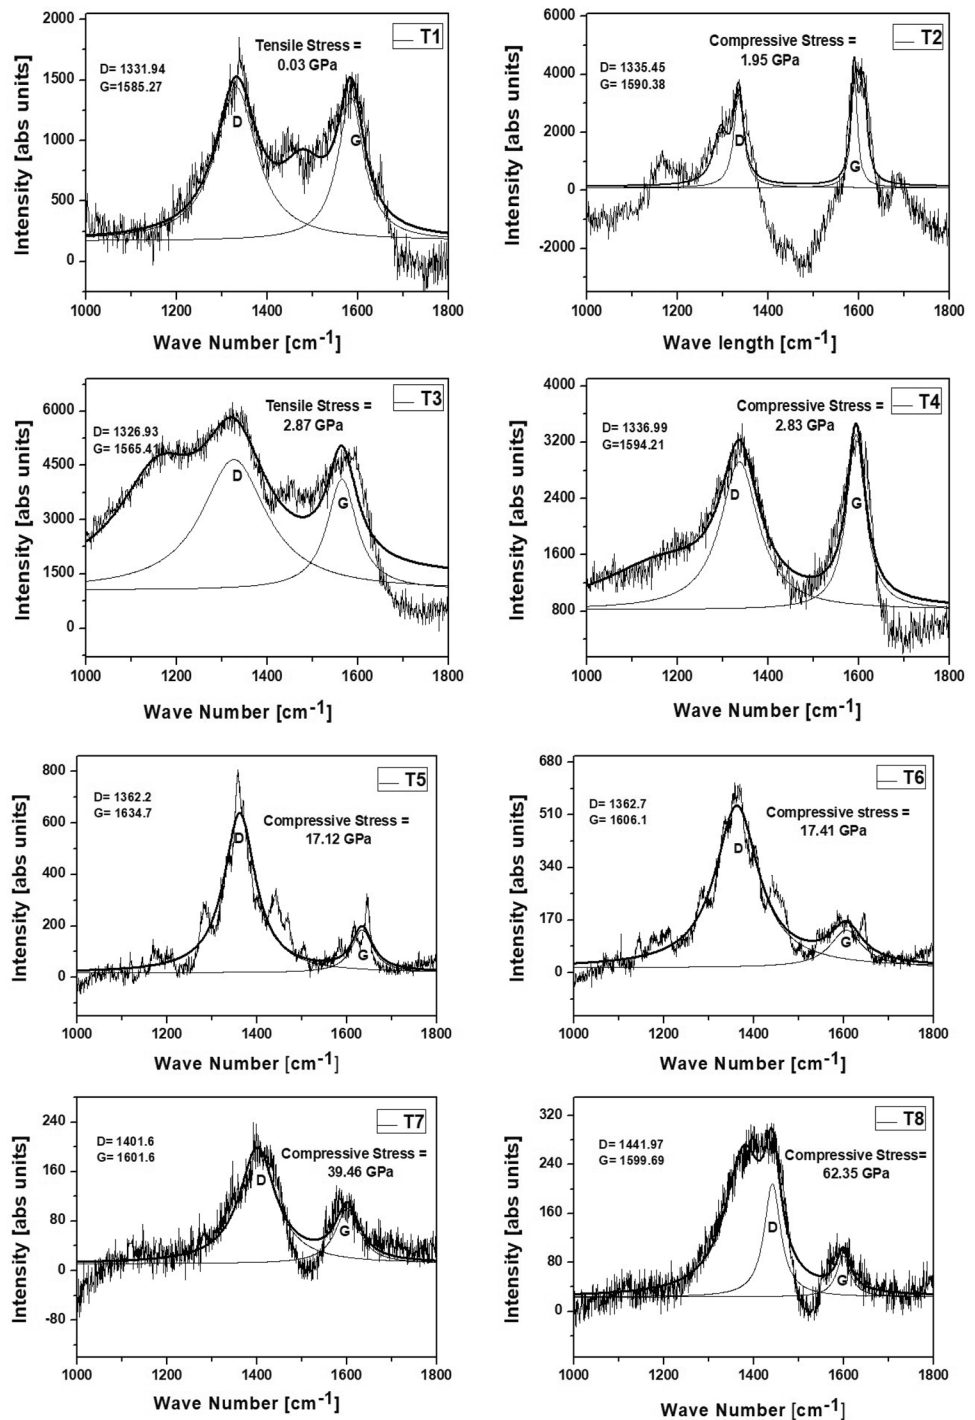 T1
Tensile Stress =
0.03 GPa
D= 1331.94
G=1585.27
D
G
Intensity [abs units]
2000
1500
1000
500
0
1000 1200 1400 1600 1800
Wave Number [cm-1]
T2
Compressive Stress =
1.95 GPa
D= 1335.45
G= 1590.38
D
G
Intensity [abs units]
6000
4000
2000
0
-2000
1000 1200 1400 1600 1800
Wave length [cm-1]
T3
Tensile Stress =
2.87 GPa
D= 1326.93
G= 1565.41
D
G
Intensity [abs units]
6000
4500
3000
1500
0
1000 1200 1400 1600 1800
Wave Number [cm-1]
T4
Compressive Stress =
2.83 GPa
D= 1336.99
G= 1594.21
D
G
Intensity [abs units]
4000
3200
2400
1600
800
1000 1200 1400 1600 1800
Wave Number [cm-1]
T5
Compressive Stress =
17.12 GPa
D= 1362.2
G= 1634.7
D
G
Intensity [abs units]
800
600
400
200
0
1000 1200 1400 1600 1800
Wave Number [cm-1]
T6
Compressive stress =
17.41 GPa
D= 1362.7
G= 1606.1
D
G
Intensity [abs units]
680
510
340
170
0
1000 1200 1400 1600 1800
Wave Number [cm-1]
T7
Compressive Stress =
39.46 GPa
D= 1401.6
G= 1601.6
D
G
Intensity [abs units]
240
160
80
0
-80
1000 1200 1400 1600 1800
Wave Number [cm-1]
T8
Compressive Stress=
62.35 GPa
D= 1441.97
G= 1599.69
D
G
Intensity [abs units]
320
240
160
80
0
1000 1200 1400 1600 1800
Wave Number [cm-1]